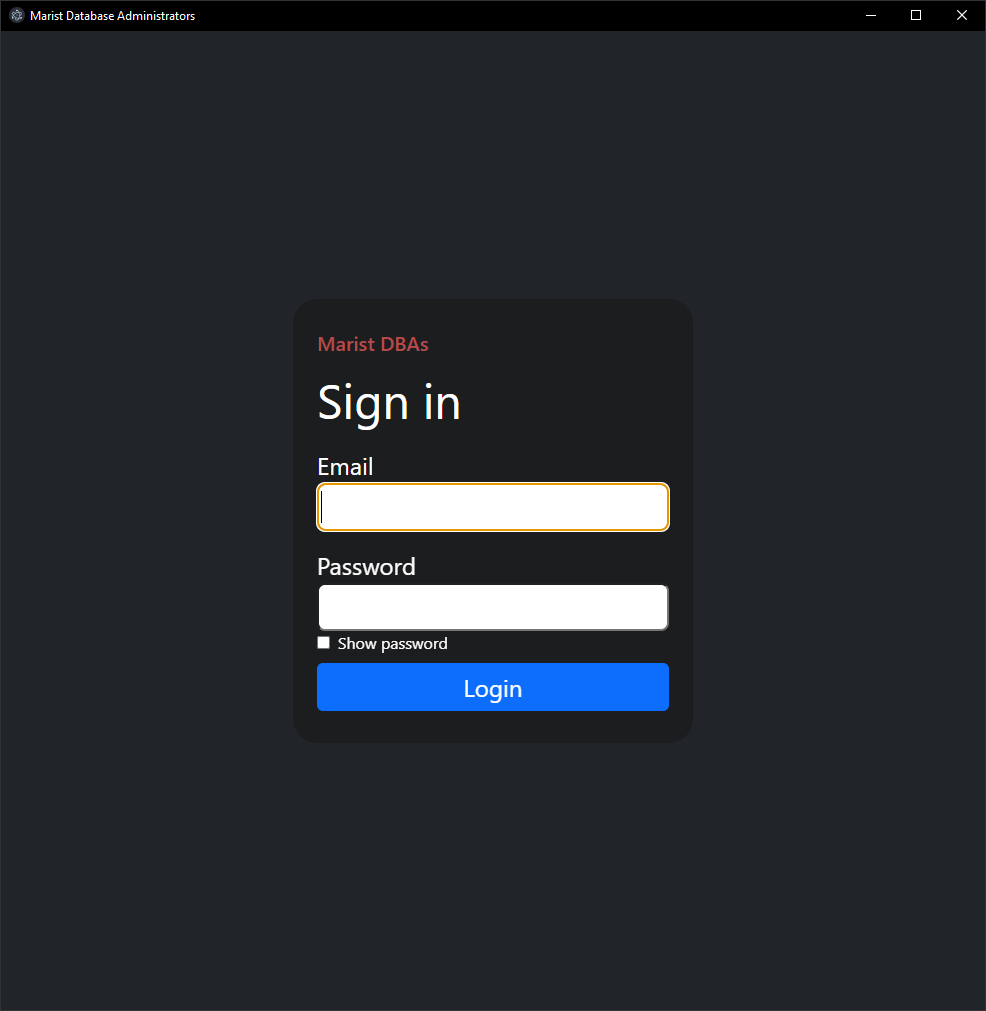 Marist Database Administrators
Marist DBAs
Sign in
Email
Password
Show password
Login